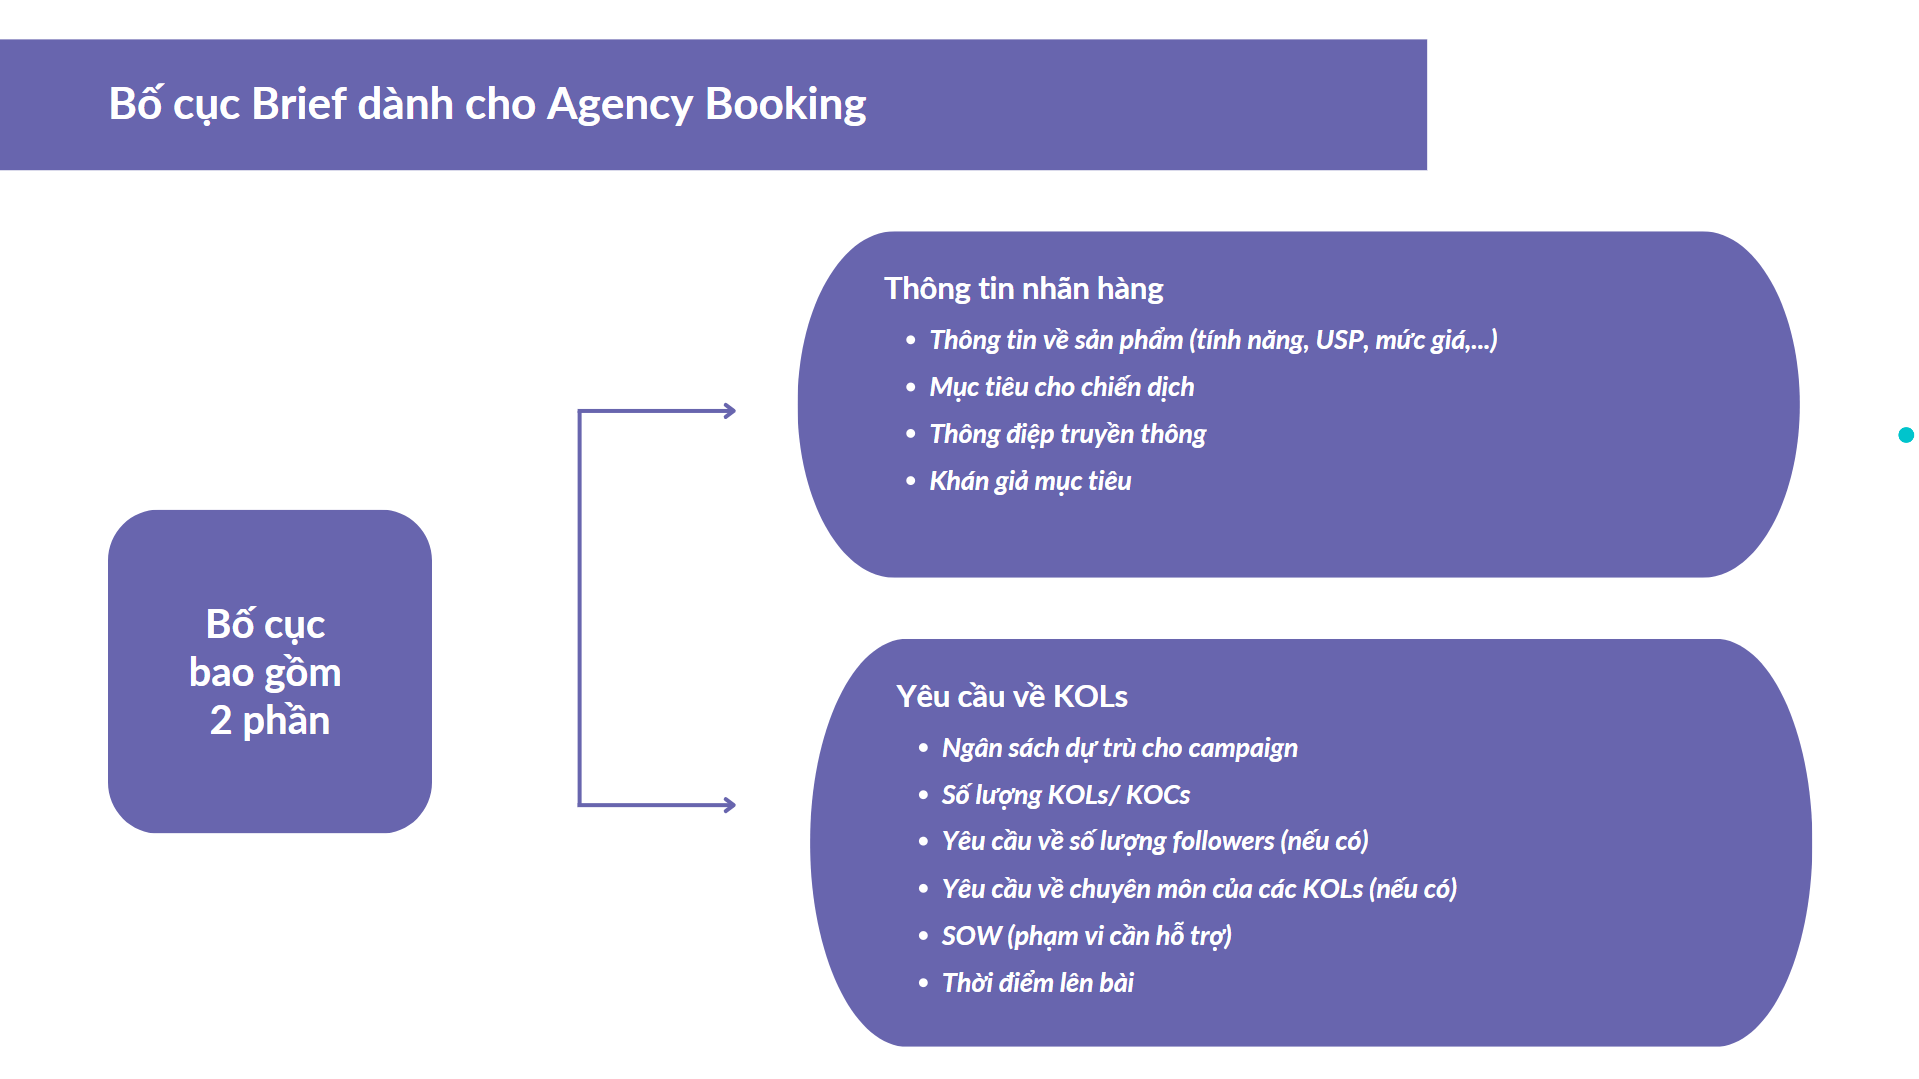 Bố cục Brief dành cho Agency Booking
Bố cục
bao gồm
2 phần
Thông tin nhãn hàng
• Thông tin về sản phẩm (tính năng, USP, mức giá,...)
• Mục tiêu cho chiến dịch
• Thông điệp truyền thông
• Khán giả mục tiêu
Yêu cầu về KOLs
• Ngân sách dự trù cho campaign
• Số lượng KOLs/ KOCs
• Yêu cầu về số lượng followers (nếu có)
• Yêu cầu về chuyên môn của các KOLs (nếu có)
• SOW (phạm vi cần hỗ trợ)
• Thời điểm lên bài